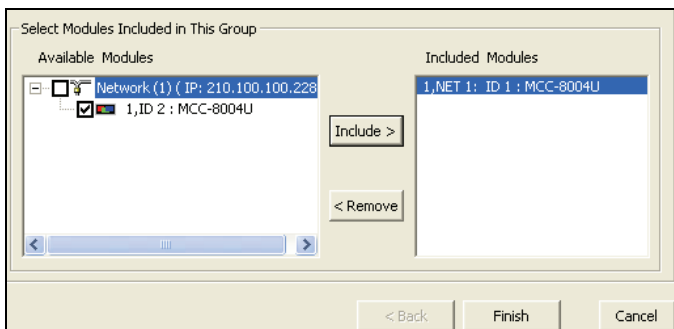 Select Modules Included in This Group
Available Modules
Included Modules
Network (1) ( IP: 210.100.100.228
1,ID 2 : MCC-8004U
1,NET 1: ID 1 : MCC-8004U
Include >
< Remove
< Back
Finish
Cancel